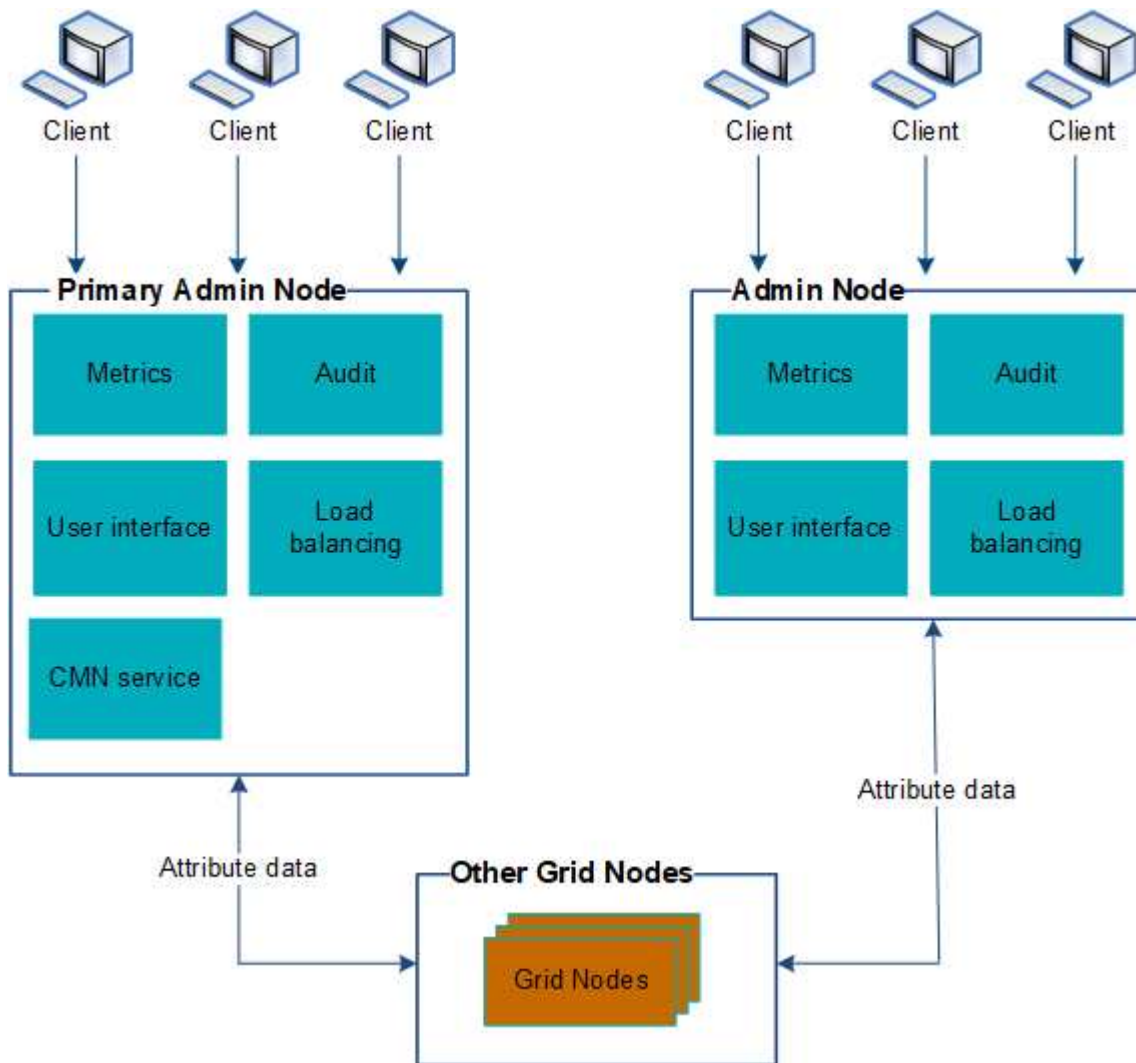 Client
Client
Client
Client
Client
Client
Primary Admin Node
Metrics
Audit
User interface
Load
balancing
CMN service
Admin Node
Metrics
Audit
User interface
Load
balancing
Attribute data
Attribute data
Other Grid Nodes
Grid Nodes